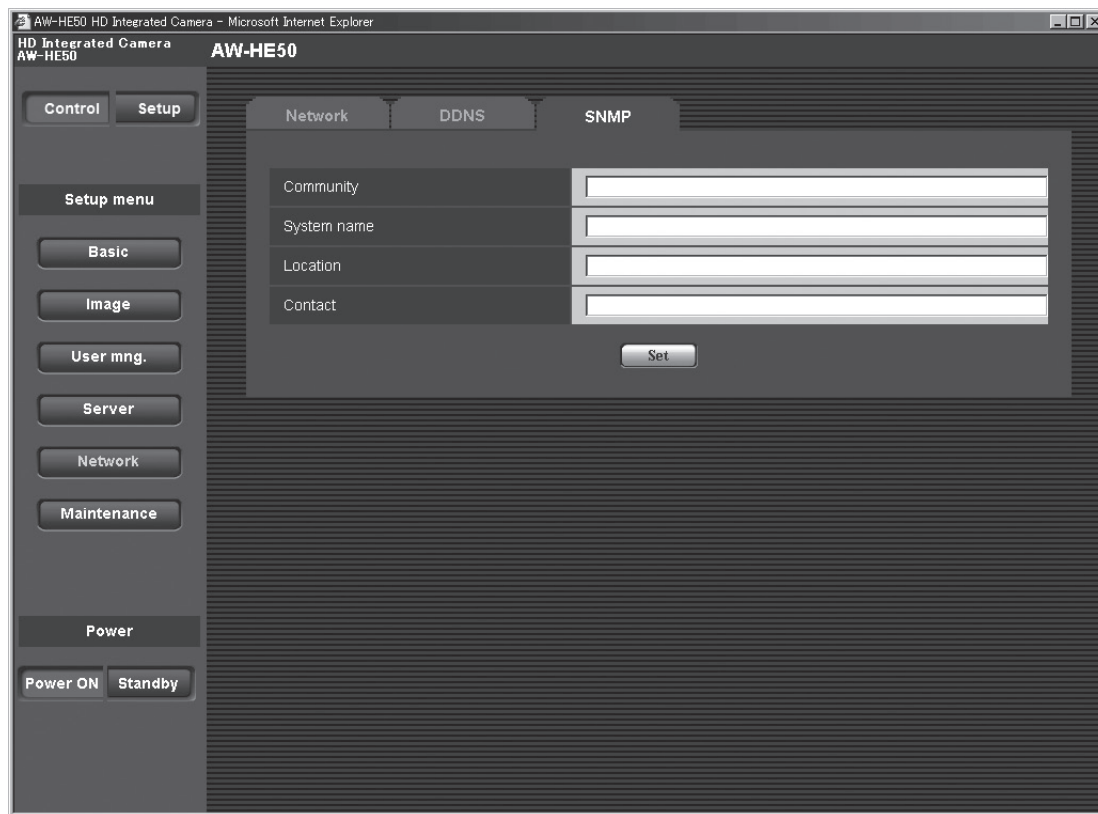 AW-HE50 HD Integrated Camera - Microsoft Internet Explorer
HD Integrated Camera
AW-HE50
AW-HE50
Control Setup
Network DDNS SNMP
Setup menu
Basic
Image
User mng.
Server
Network
Maintenance
Community
System name
Location
Contact
Set
Power
Power ON Standby